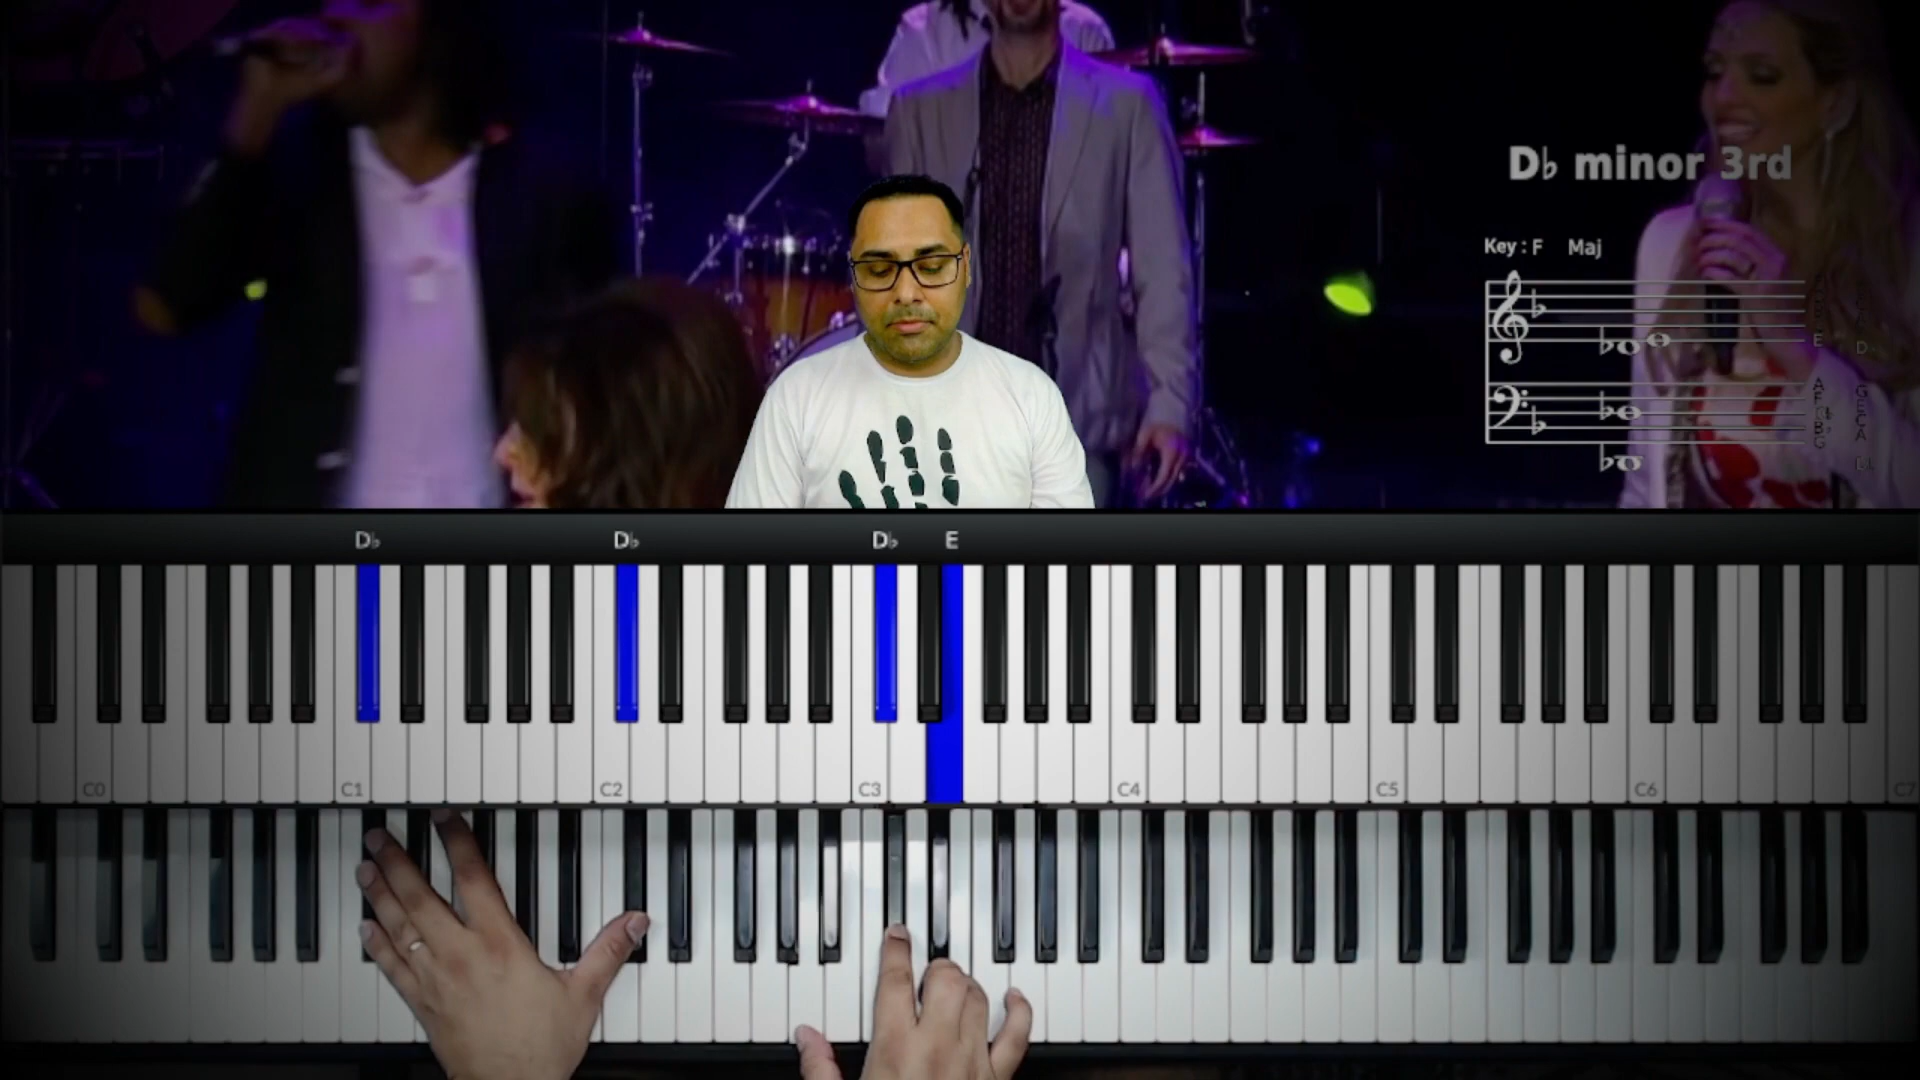 D♭ minor 3rd
Key : F Maj
E
D♭
A
F
G
E
C
A
G
D♭ D♭ D♭ E
C0 C1 C2 C3 C4 C5 C6 C7